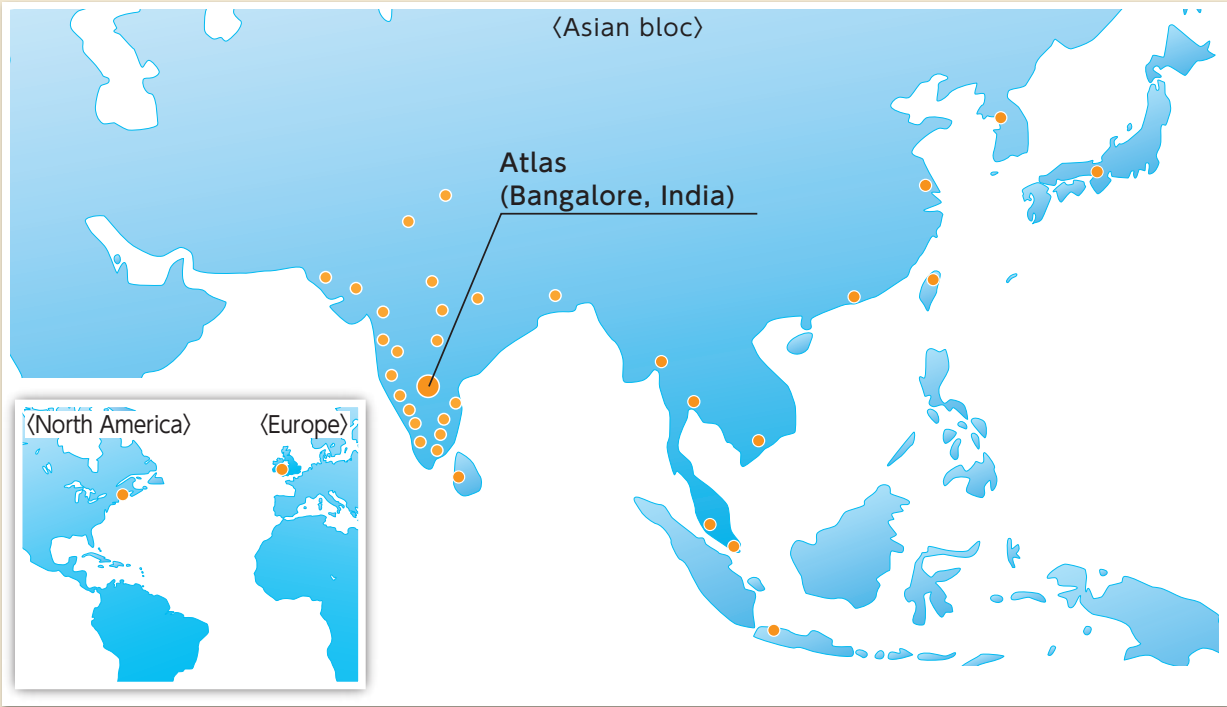 〈Asian bloc〉
Atlas
(Bangalore, India)
〈North America〉
〈Europe〉